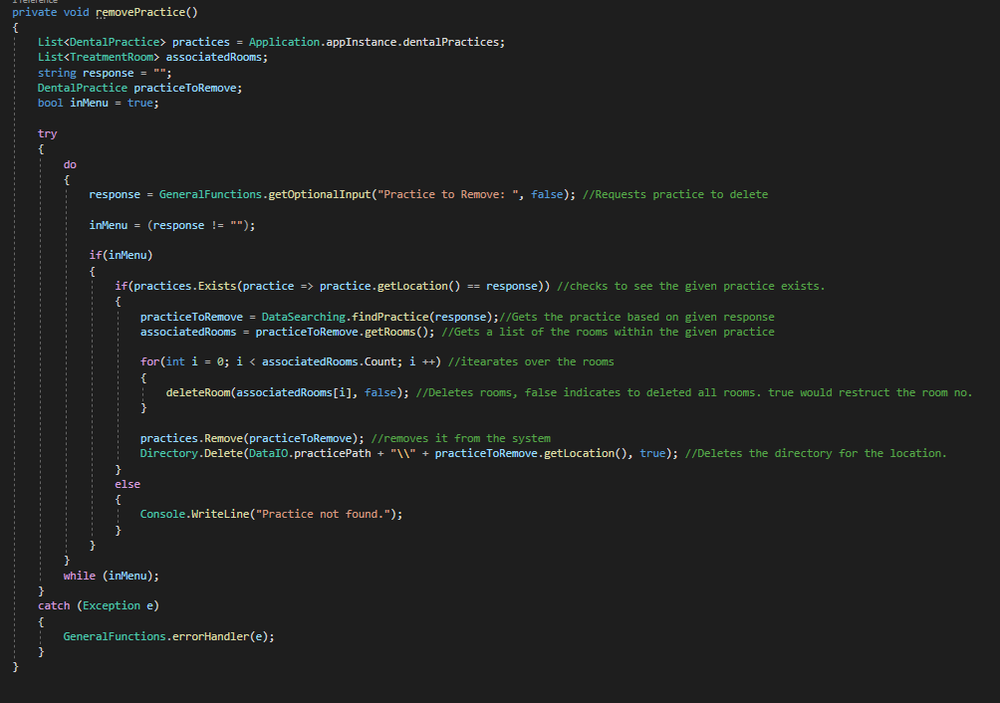 1 reference
private void removePractice()
{
List<DentalPractice> practices = Application.appInstance.dentalPractices;
List<TreatmentRoom> associatedRooms;
string response = "";
DentalPractice practiceToRemove;
bool inMenu = true;
try
{
do
{
response = GeneralFunctions.getOptionalInput("Practice to Remove: ", false); //Requests practice to delete
inMenu = (response != "");
if(inMenu)
{
if(practices.Exists(practice => practice.getLocation() == response)) //checks to see the given practice exists.
{
practiceToRemove = DataSearching.findPractice(response);//Gets the practice based on given response
associatedRooms = practiceToRemove.getRooms(); //Gets a list of the rooms within the given practice
for(int i = 0; i < associatedRooms.Count; i ++) //itearates over the rooms
{
deleteRoom(associatedRooms[i], false); //Deletes rooms, false indicates to deleted all rooms. true would restruct the room no.
}
practices.Remove(practiceToRemove); //removes it from the system
Directory.Delete(DataIO.practicePath + "\\" + practiceToRemove.getLocation(), true); //Deletes the directory for the location.
}
else
{
Console.WriteLine("Practice not found.");
}
}
}
while (inMenu);
}
catch (Exception e)
{
GeneralFunctions.errorHandler(e);
}
}